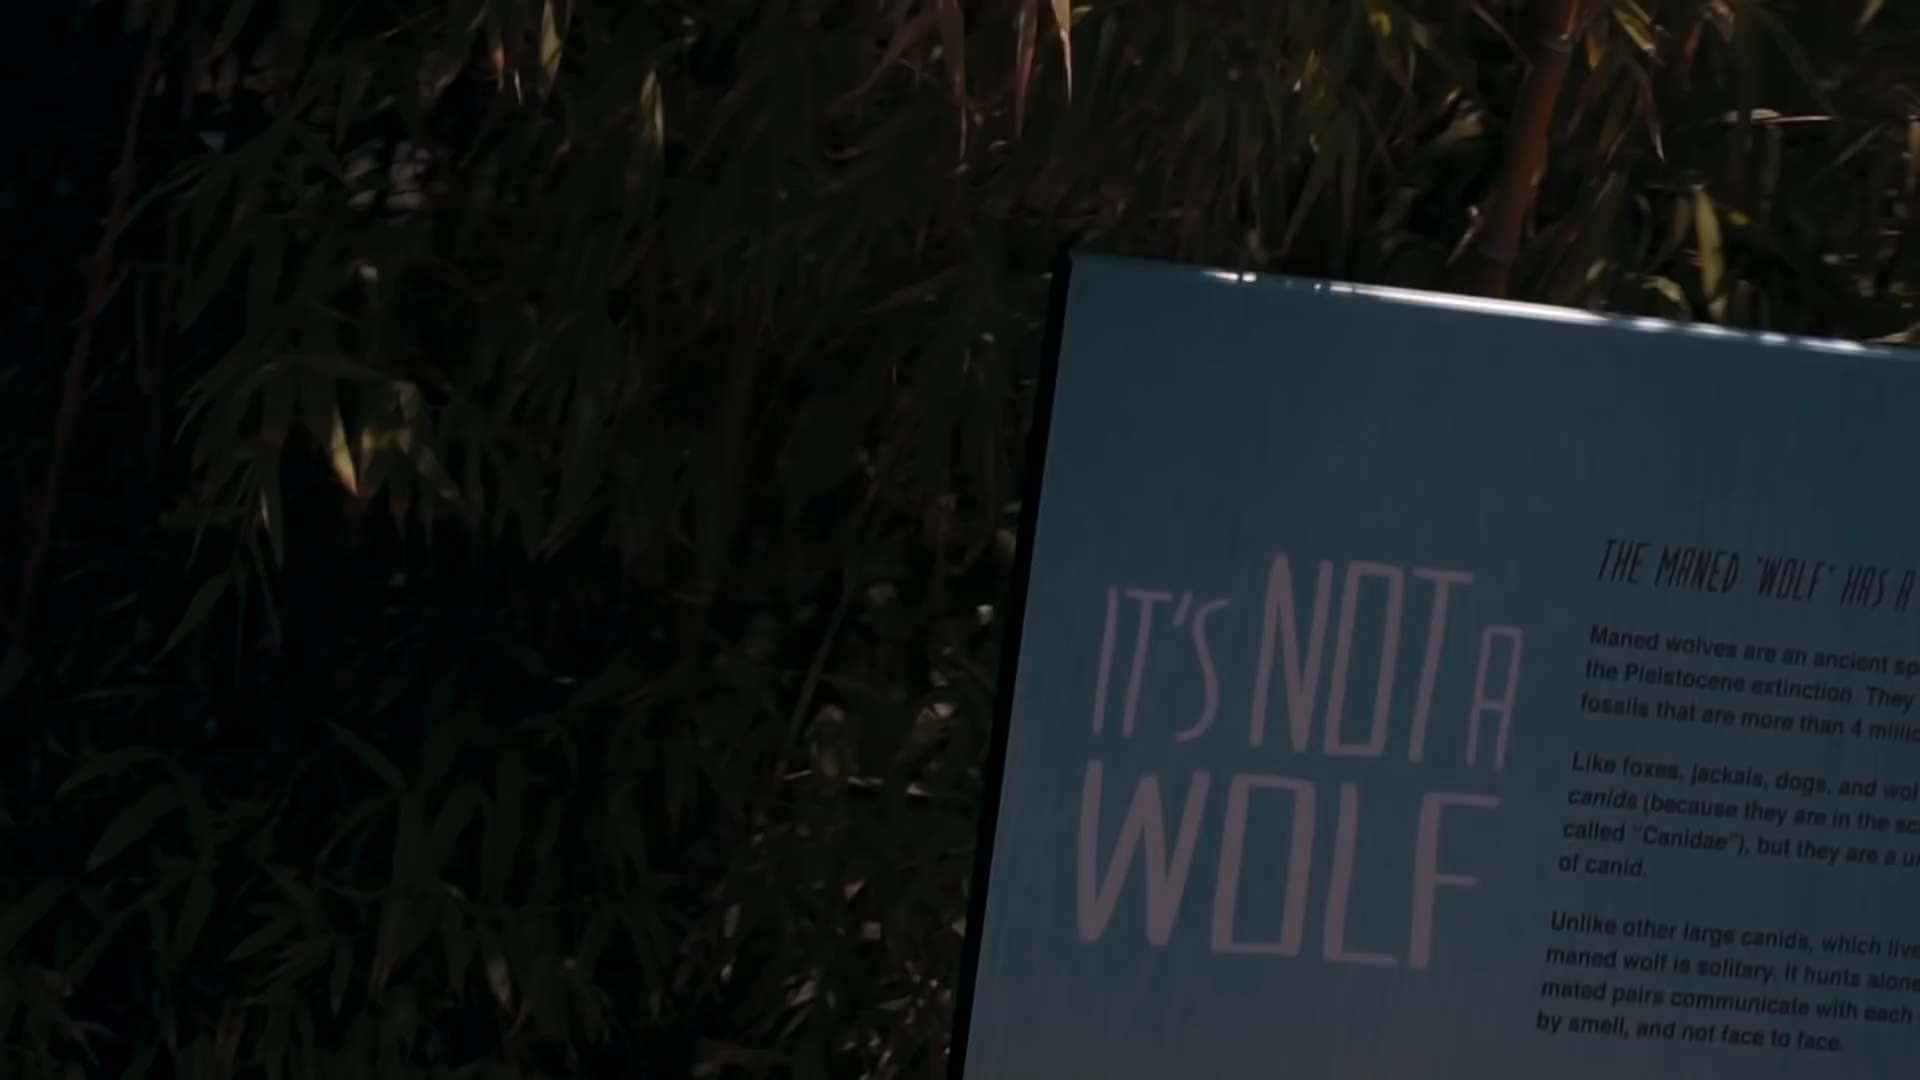 IT'S NOT A
WOLF
THE MANED "WOLF" HAS A
Maned wolves are an ancient
the Pleistocene extinction. They
fossils that are more than 4
Like foxes, jackals, dogs, and
canids (because they are in the
called "Canidae"), but they are a
of canid.
Unlike other large canids, which
maned wolf is solitary. It hunts alone
mated pairs communicate with each
by smell, and not face to face.